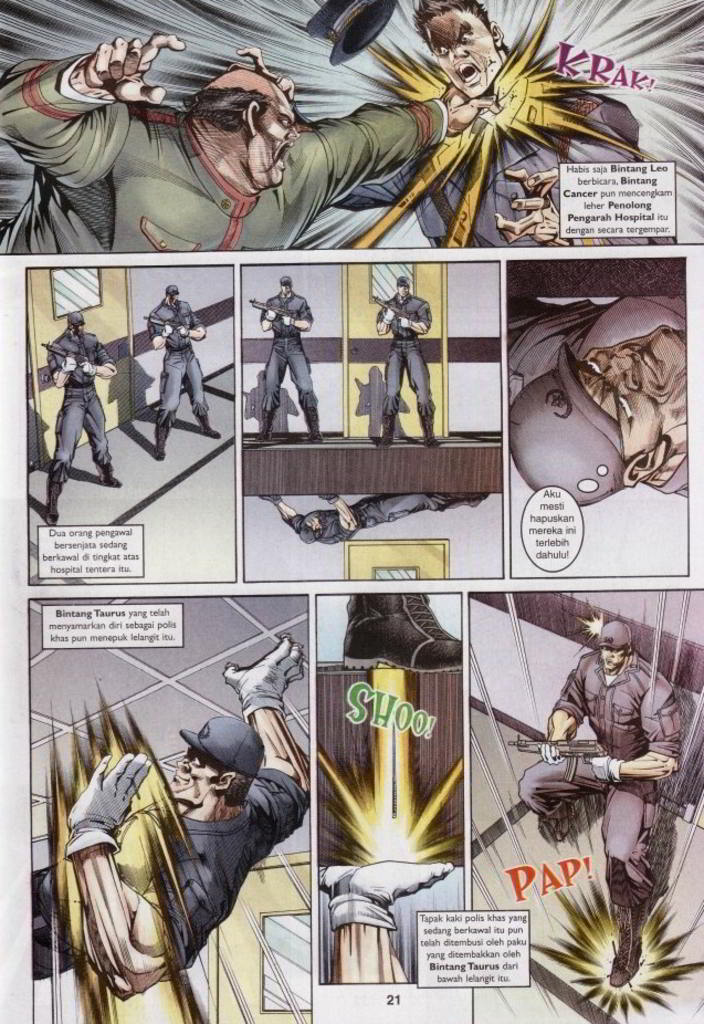 KRAK!
Habis saja Bintang Leo
berbicara, Bintang
Cancer pun mencengkam
leher Penolong
Pengarah Hospital itu
dengan secara tergempar.
Dua orang pengawal
bersenjata sedang
berkawal di tingkat atas
hospital tentera itu.
Aku
mesti
hapuskan
mereka ini
terlebih
dahulu!
Bintang Taurus yang telah
menyamarkan diri sebagai polis
khas pun menepuk lelangit itu.
SHOO!
Tapak kaki polis khas yang
sedang berkawal itu pun
telah ditembusi oleh paku
yang ditembakkan oleh
Bintang Taurus dari
bawah lelangit itu.
PAP!
21